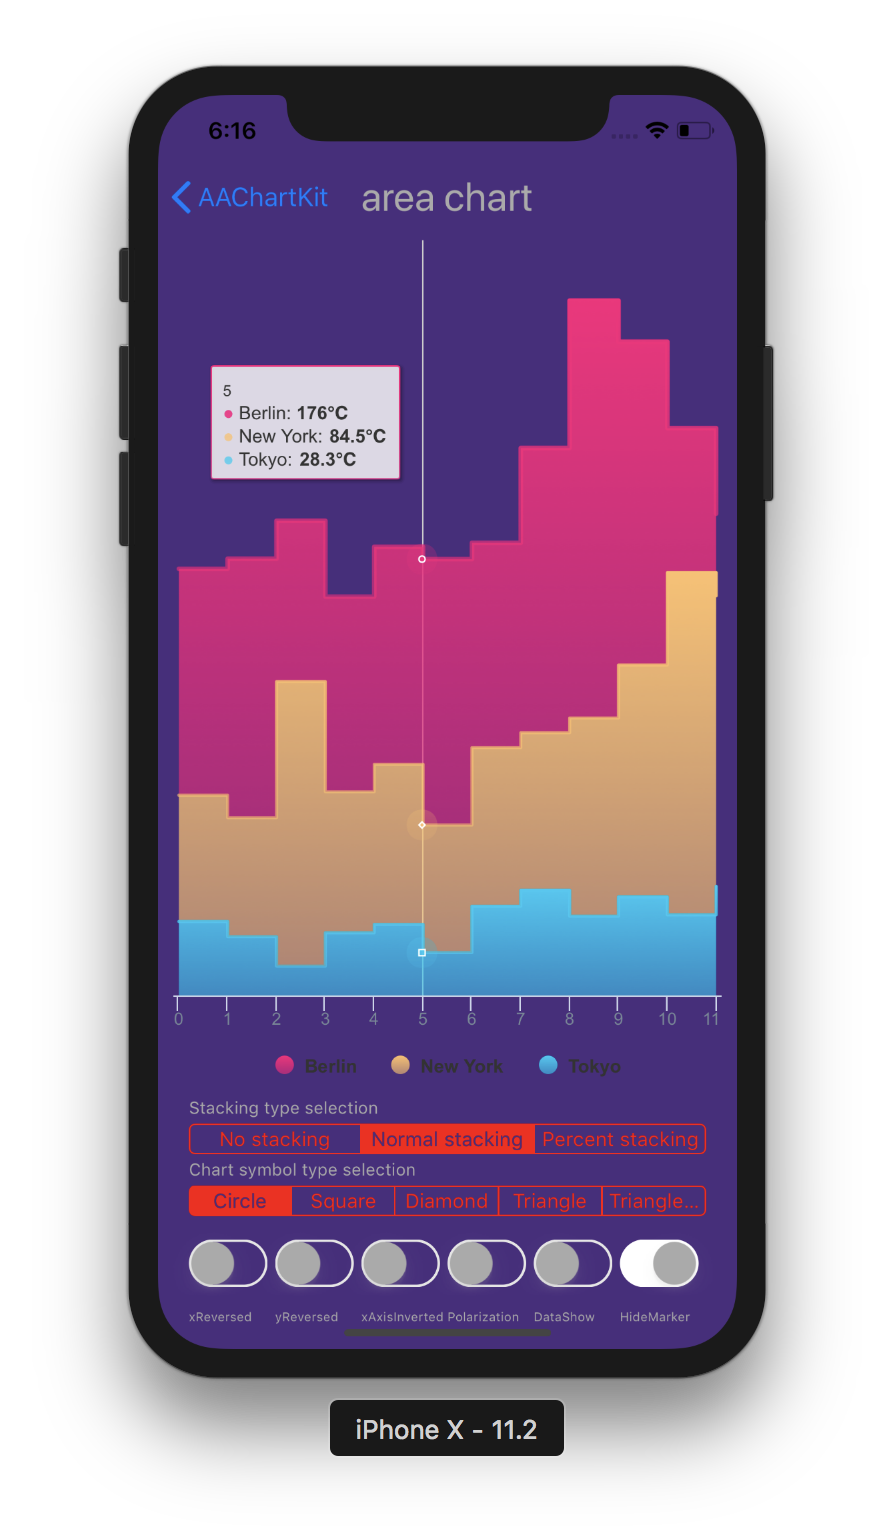 6:16
AAChartKit area chart
5
Berlin: 176°C
New York: 84.5°C
Tokyo: 28.3°C
0 1 2 3 4 5 6 7 8 9 10 11
Berlin New York Tokyo
Stacking type selection
No stacking Normal stacking Percent stacking
Chart symbol type selection
Circle Square Diamond Triangle Triangle...
xReversed yReversed xAxisInverted Polarization DataShow HideMarker
iPhone X - 11.2